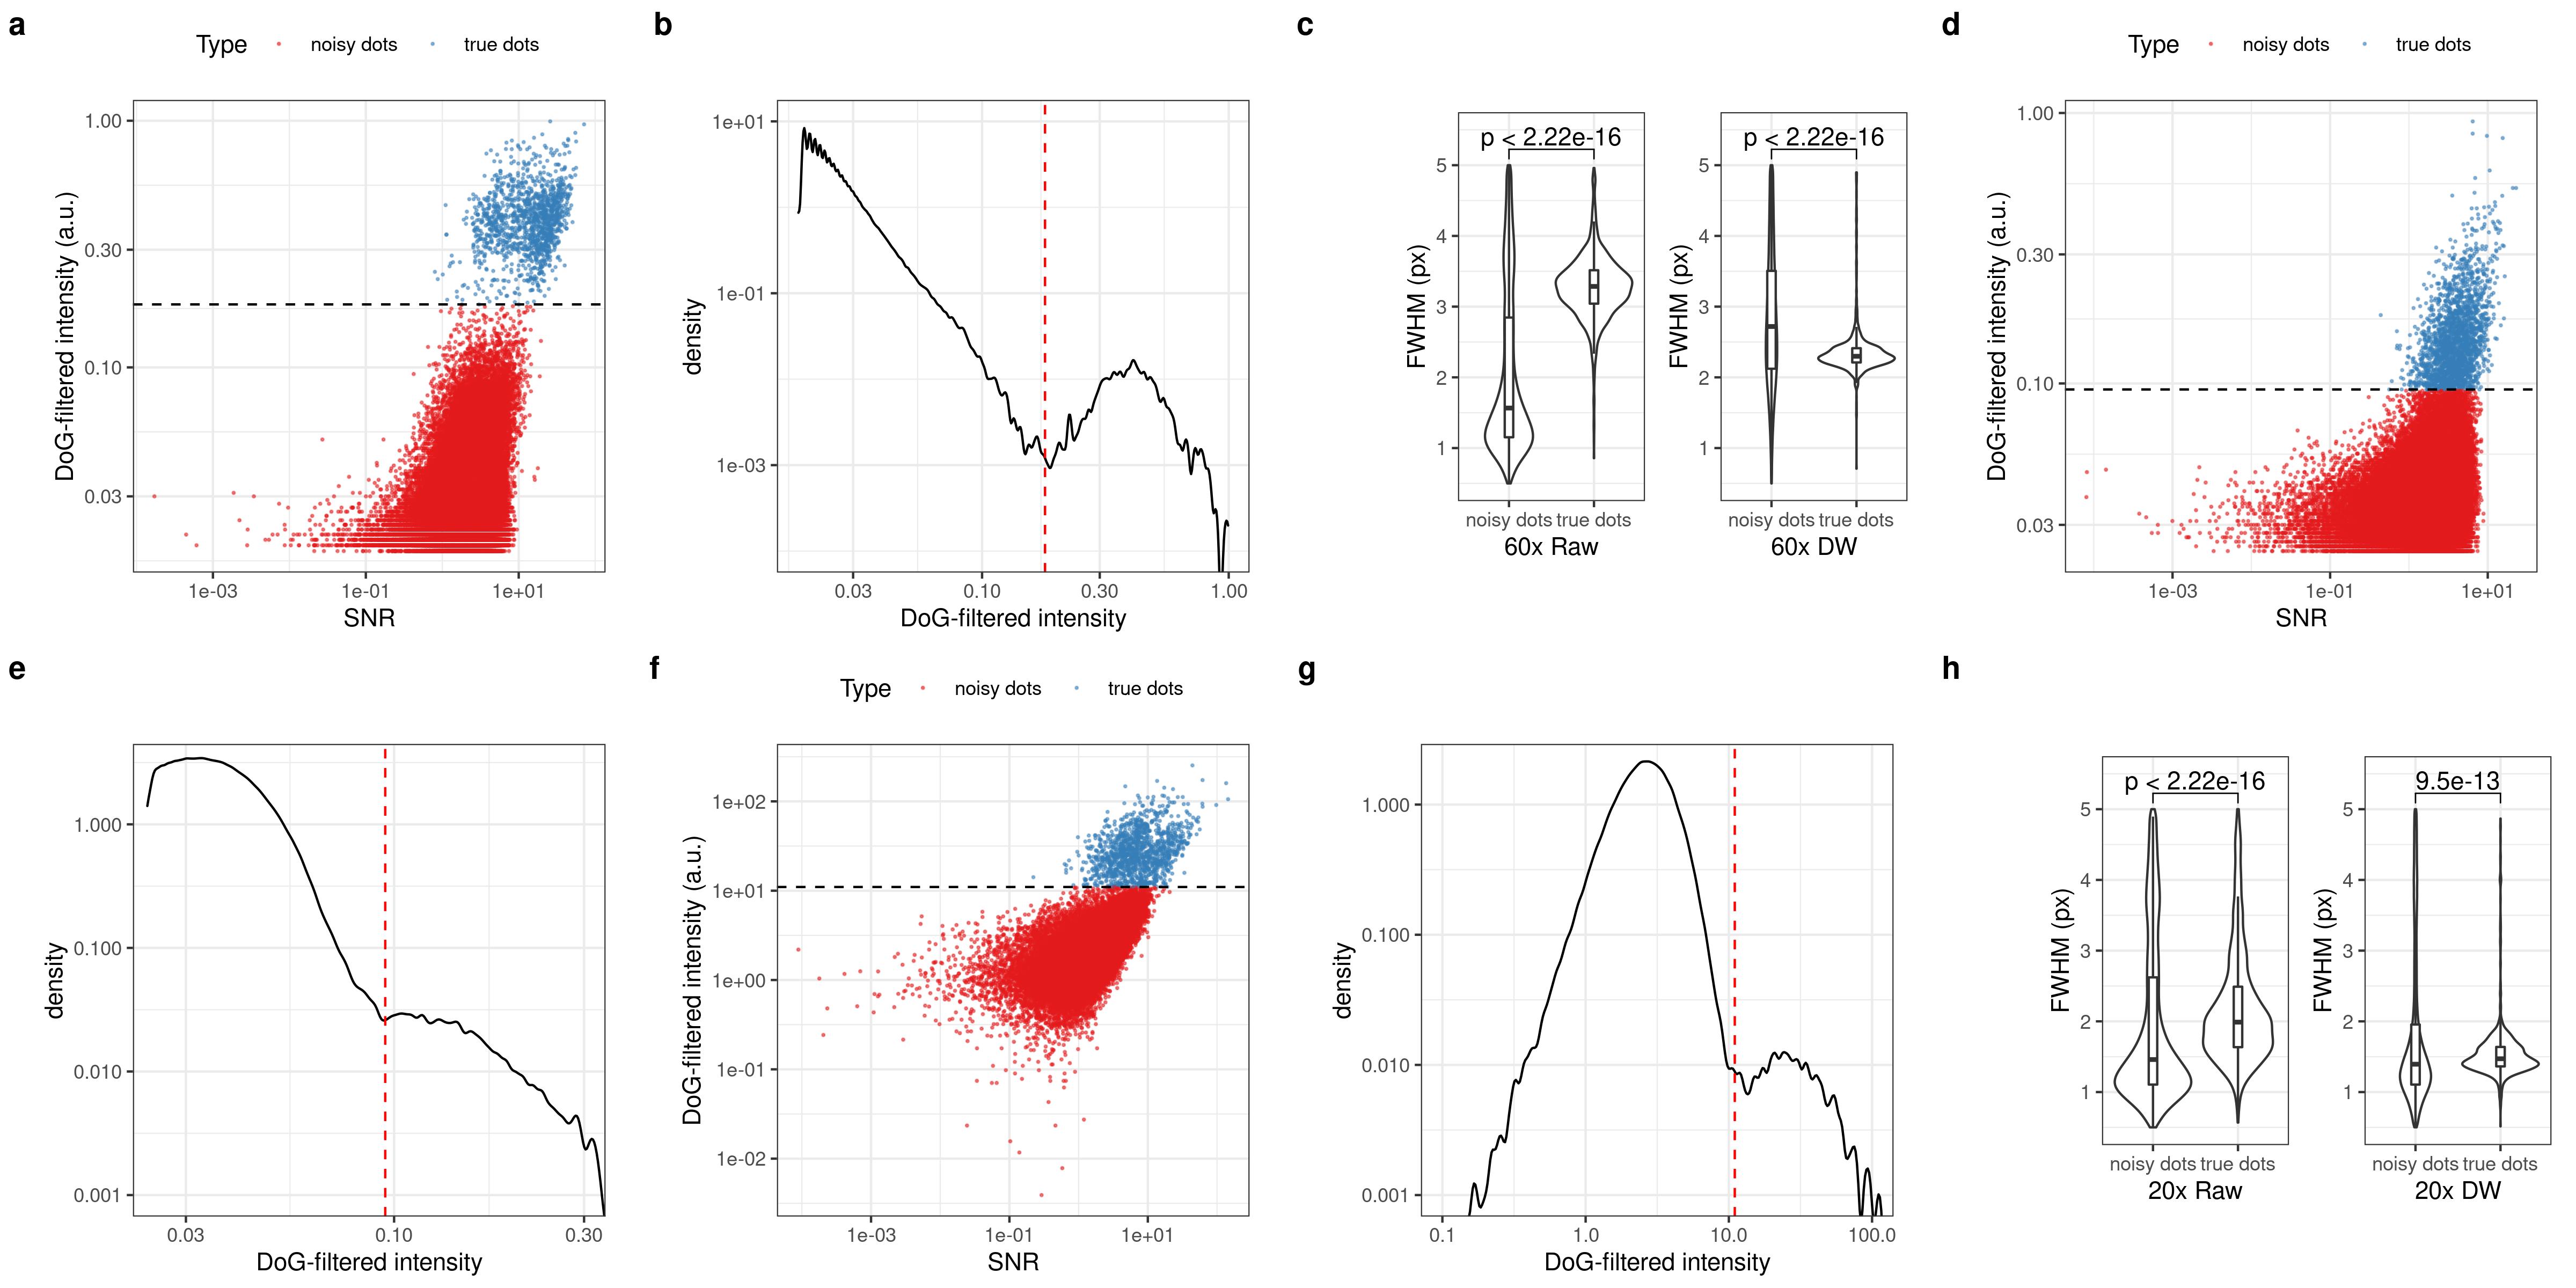 a
Type noisy dots true dots
DoG-filtered intensity (a.u.)
1.00
0.30
0.10
0.03
1e-03 1e-01 1e+01
SNR
b
density
1e+01
1e-01
1e-03
0.03 0.10 0.30 1.00
DoG-filtered intensity
c
FWHM (px)
p < 2.22e-16
5
4
3
2
1
noisy dots true dots
60x Raw
FWHM (px)
p < 2.22e-16
5
4
3
2
1
noisy dots true dots
60x DW
d
Type noisy dots true dots
DoG-filtered intensity (a.u.)
1.00
0.30
0.10
0.03
1e-03 1e-01 1e+01
SNR
e
density
1.000
0.100
0.010
0.001
0.03 0.10 0.30
DoG-filtered intensity
f
Type noisy dots true dots
DoG-filtered intensity (a.u.)
1e+02
1e+01
1e+00
1e-01
1e-02
1e-03 1e-01 1e+01
SNR
g
density
1.000
0.100
0.010
0.001
0.1 1.0 10.0 100.0
DoG-filtered intensity
h
FWHM (px)
p < 2.22e-16
5
4
3
2
1
noisy dots true dots
20x Raw
FWHM (px)
9.5e-13
5
4
3
2
1
noisy dots true dots
20x DW